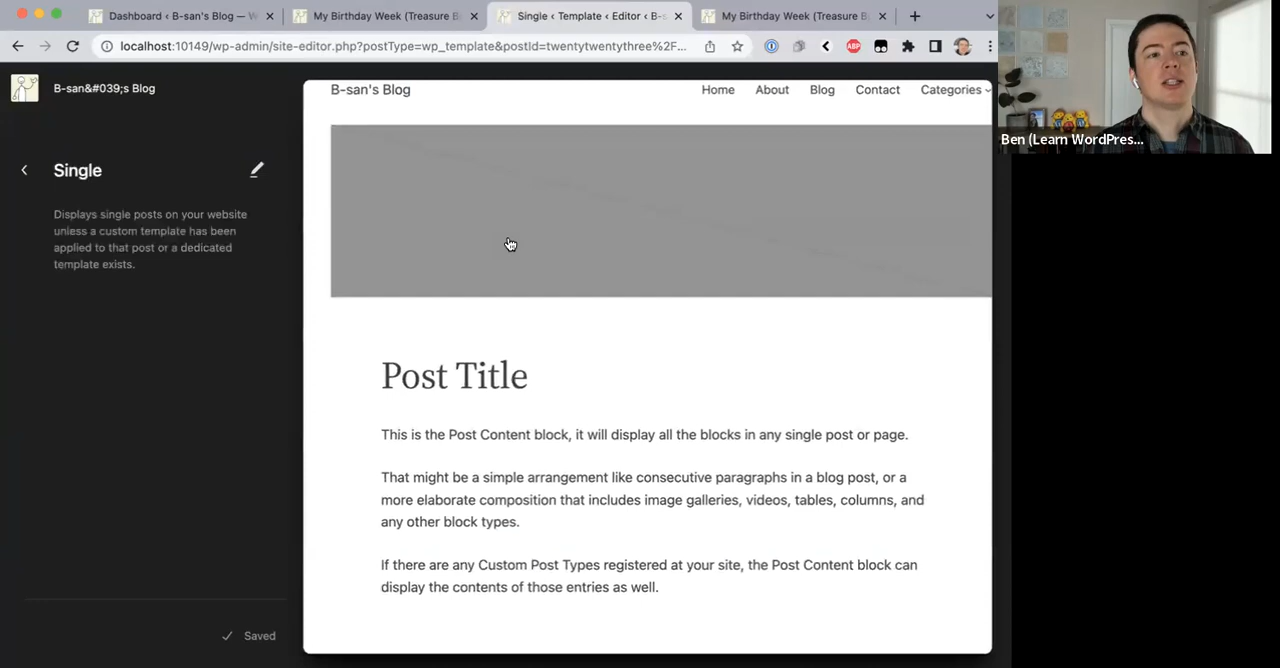 Dashboard ‹ B-san's Blog — W
My Birthday Week (Treasure B
Single ‹ Template ‹ Editor ‹ B-s
My Birthday Week (Treasure B
localhost:10149/wp-admin/site-editor.php?postType=wp_template&postId=twentytwentythree%2F...
ABP
B-san&#039;s Blog
Single
Displays single posts on your website
unless a custom template has been
applied to that post or a dedicated
template exists.
Saved
B-san's Blog
Home About Blog Contact Categories
Post Title
This is the Post Content block, it will display all the blocks in any single post or page.
That might be a simple arrangement like consecutive paragraphs in a blog post, or a
more elaborate composition that includes image galleries, videos, tables, columns, and
any other block types.
If there are any Custom Post Types registered at your site, the Post Content block can
display the contents of those entries as well.
Ben (Learn WordPres...